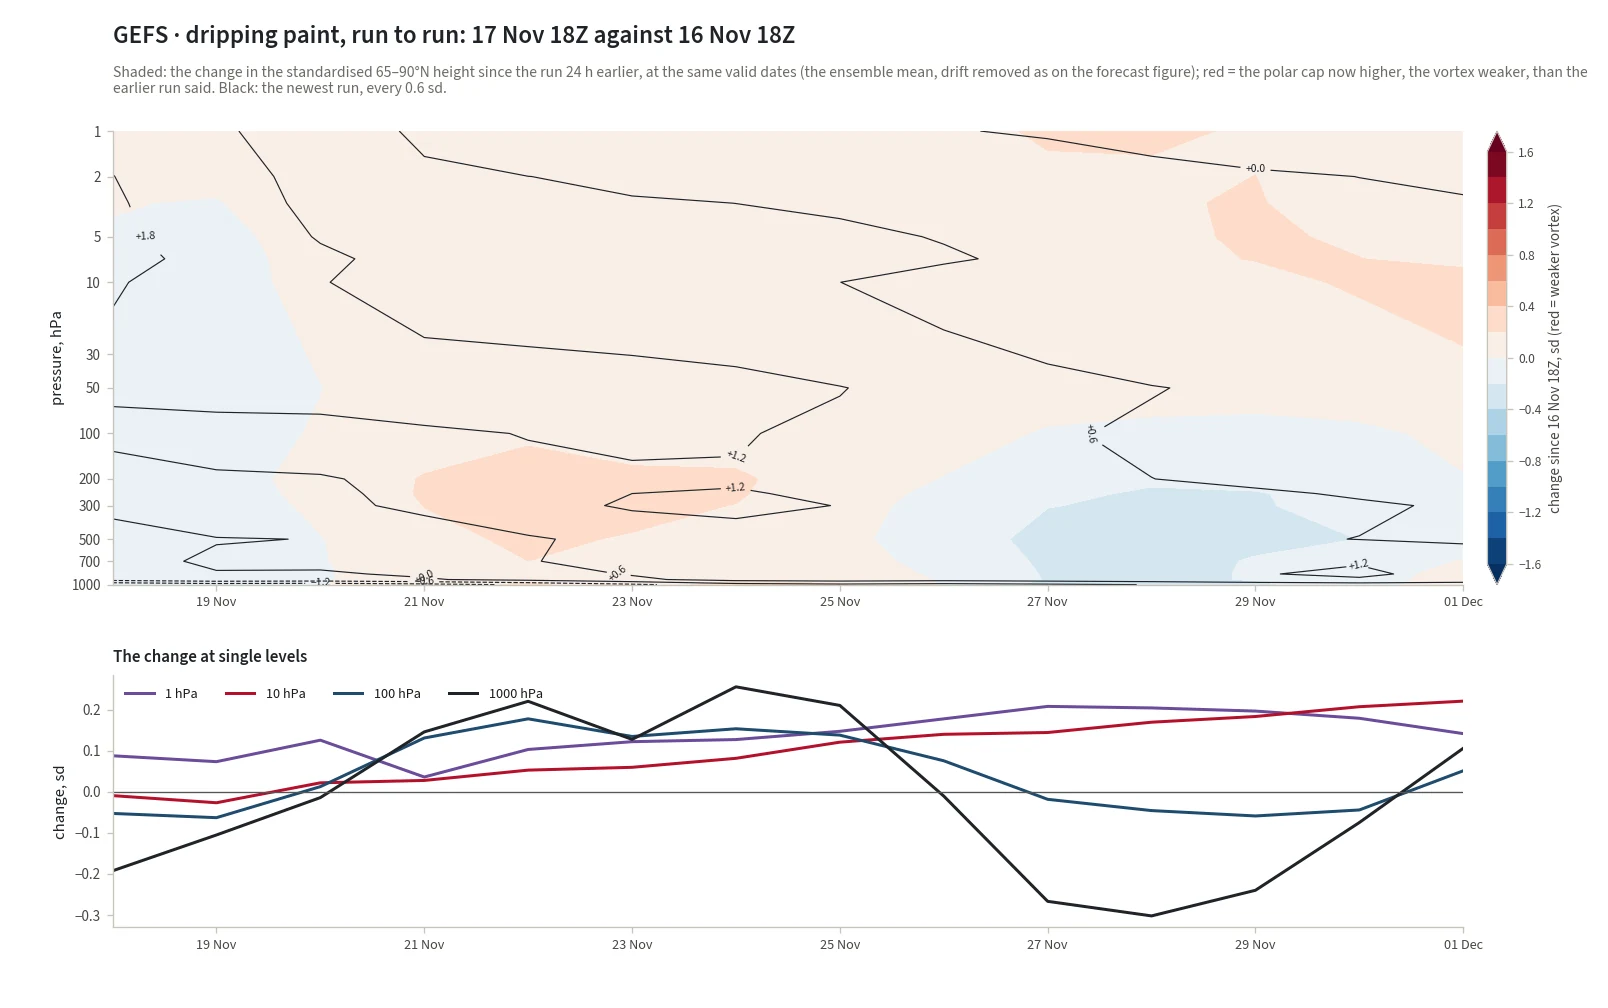 GEFS · dripping paint, run to run: 17 Nov 18Z against 16 Nov 18Z
Shaded: the change in the standardised 65–90°N height since the run 24 h earlier, at the same valid dates (the ensemble mean, drift removed as on the forecast figure); red = the polar cap now higher, the vortex weaker, than the
earlier run said. Black: the newest run, every 0.6 sd.
pressure, hPa
1
2
5
10
30
50
100
200
300
500
700
1000
+1.8
+0.0
+0.6
+1.2
+1.2
+1.2
+0.6
+0.0
19 Nov
21 Nov
23 Nov
25 Nov
27 Nov
29 Nov
01 Dec
1.6
1.2
0.8
0.4
0.0
−0.4
−0.8
−1.2
−1.6
change since 16 Nov 18Z, sd (red = weaker vortex)
The change at single levels
1 hPa
10 hPa
100 hPa
1000 hPa
change, sd
0.2
0.1
0.0
−0.1
−0.2
−0.3
19 Nov
21 Nov
23 Nov
25 Nov
27 Nov
29 Nov
01 Dec